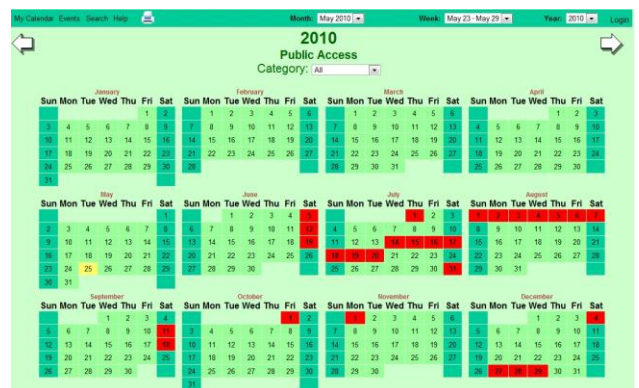 My Calendar Events Search Help Month: May 2010 Week: May 23 - May 29 Year: 2010 Login
2010
Public Access
Category: All
January February March April
Sun Mon Tue Wed Thu Fri Sat Sun Mon Tue Wed Thu Fri Sat Sun Mon Tue Wed Thu Fri Sat Sun Mon Tue Wed Thu Fri Sat
1 2 1 2 3 4 5 6 1 2 3 4 5 6 1 2 3
3 4 5 6 7 8 9 7 8 9 10 11 12 13 7 8 9 10 11 12 13 4 5 6 7 8 9 10
10 11 12 13 14 15 16 14 15 16 17 18 19 20 14 15 16 17 18 19 20 11 12 13 14 15 16 17
17 18 19 20 21 22 23 21 22 23 24 25 26 27 21 22 23 24 25 26 27 18 19 20 21 22 23 24
24 25 26 27 28 29 30 28 28 29 30 31 25 26 27 28 29 30
31
May June July August
Sun Mon Tue Wed Thu Fri Sat Sun Mon Tue Wed Thu Fri Sat Sun Mon Tue Wed Thu Fri Sat Sun Mon Tue Wed Thu Fri Sat
1 1 2 3 4 5 1 2 3 1 2 3 4 5 6 7
2 3 4 5 6 7 8 6 7 8 9 10 11 12 4 5 6 7 8 9 10 8 9 10 11 12 13 14
9 10 11 12 13 14 15 13 14 15 16 17 18 19 11 12 13 14 15 16 17 15 16 17 18 19 20 21
16 17 18 19 20 21 22 20 21 22 23 24 25 26 18 19 20 21 22 23 24 22 23 24 25 26 27 28
23 24 25 26 27 28 29 27 28 29 30 25 26 27 28 29 30 31 29 30 31
30 31
September October November December
Sun Mon Tue Wed Thu Fri Sat Sun Mon Tue Wed Thu Fri Sat Sun Mon Tue Wed Thu Fri Sat Sun Mon Tue Wed Thu Fri Sat
1 2 3 4 1 2 1 2 3 4 5 6 1 2 3 4
5 6 7 8 9 10 11 3 4 5 6 7 8 9 7 8 9 10 11 12 13 5 6 7 8 9 10 11
12 13 14 15 16 17 18 10 11 12 13 14 15 16 14 15 16 17 18 19 20 12 13 14 15 16 17 18
19 20 21 22 23 24 25 17 18 19 20 21 22 23 21 22 23 24 25 26 27 19 20 21 22 23 24 25
26 27 28 29 30 24 25 26 27 28 29 30 28 29 30 26 27 28 29 30 31
31